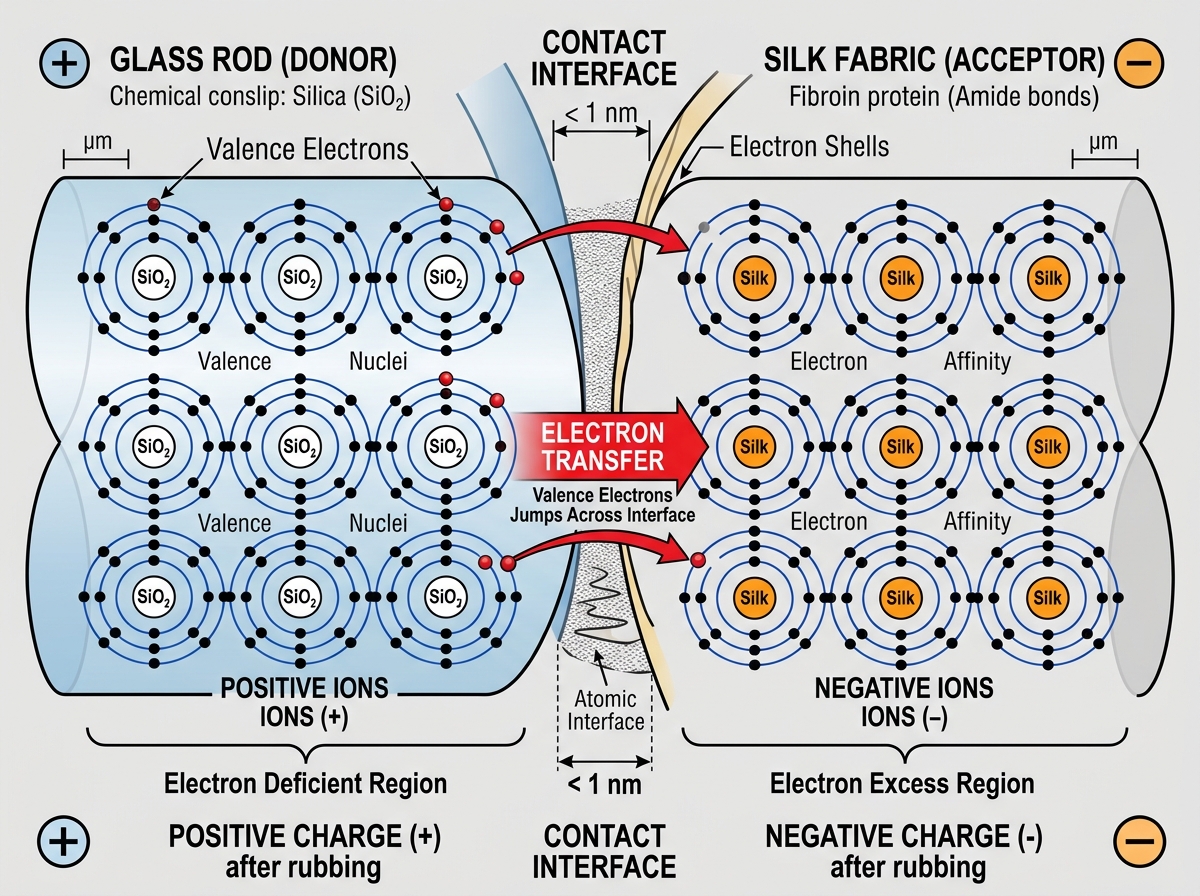 +
GLASS ROD (DONOR)
Chemical conslip: Silica (SiO₂)
CONTACT
INTERFACE
< 1 nm
SILK FABRIC (ACCEPTOR)
Fibroin protein (Amide bonds)
−
µm
Valence Electrons
Electron Shells
µm
SiO₂ SiO₂ SiO₂
Silk Silk Silk
Valence Nuclei
Electron Affinity
SiO₂ SiO₂ SiO₂
ELECTRON
TRANSFER
Valence Electrons
Jumps Across Interface
Silk Silk Silk
Valence Nuclei
Electron Affinity
SiO₂ SiO₂ SiO₂
Silk Silk Silk
POSITIVE IONS
IONS (+)
Atomic
Interface
NEGATIVE IONS
IONS (–)
Electron Deficient Region
< 1 nm
Electron Excess Region
+
POSITIVE CHARGE (+)
after rubbing
CONTACT
INTERFACE
NEGATIVE CHARGE (-)
after rubbing
−